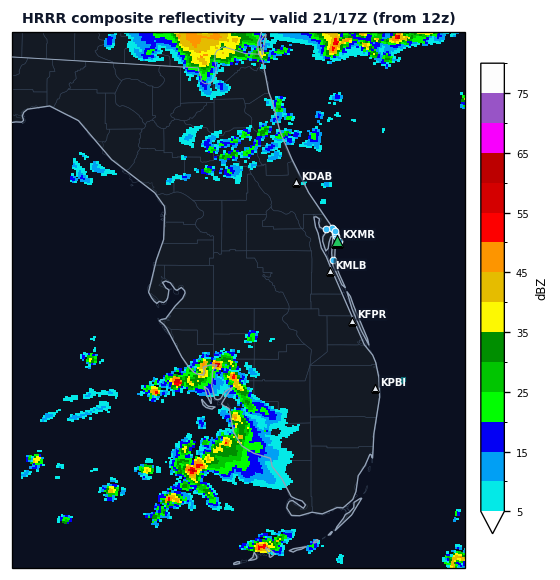 HRRR composite reflectivity — valid 21/17Z (from 12z)
KDAB
KXMR
KMLB
KFPR
KPBI
75
65
55
45
35
25
15
5
dBZ